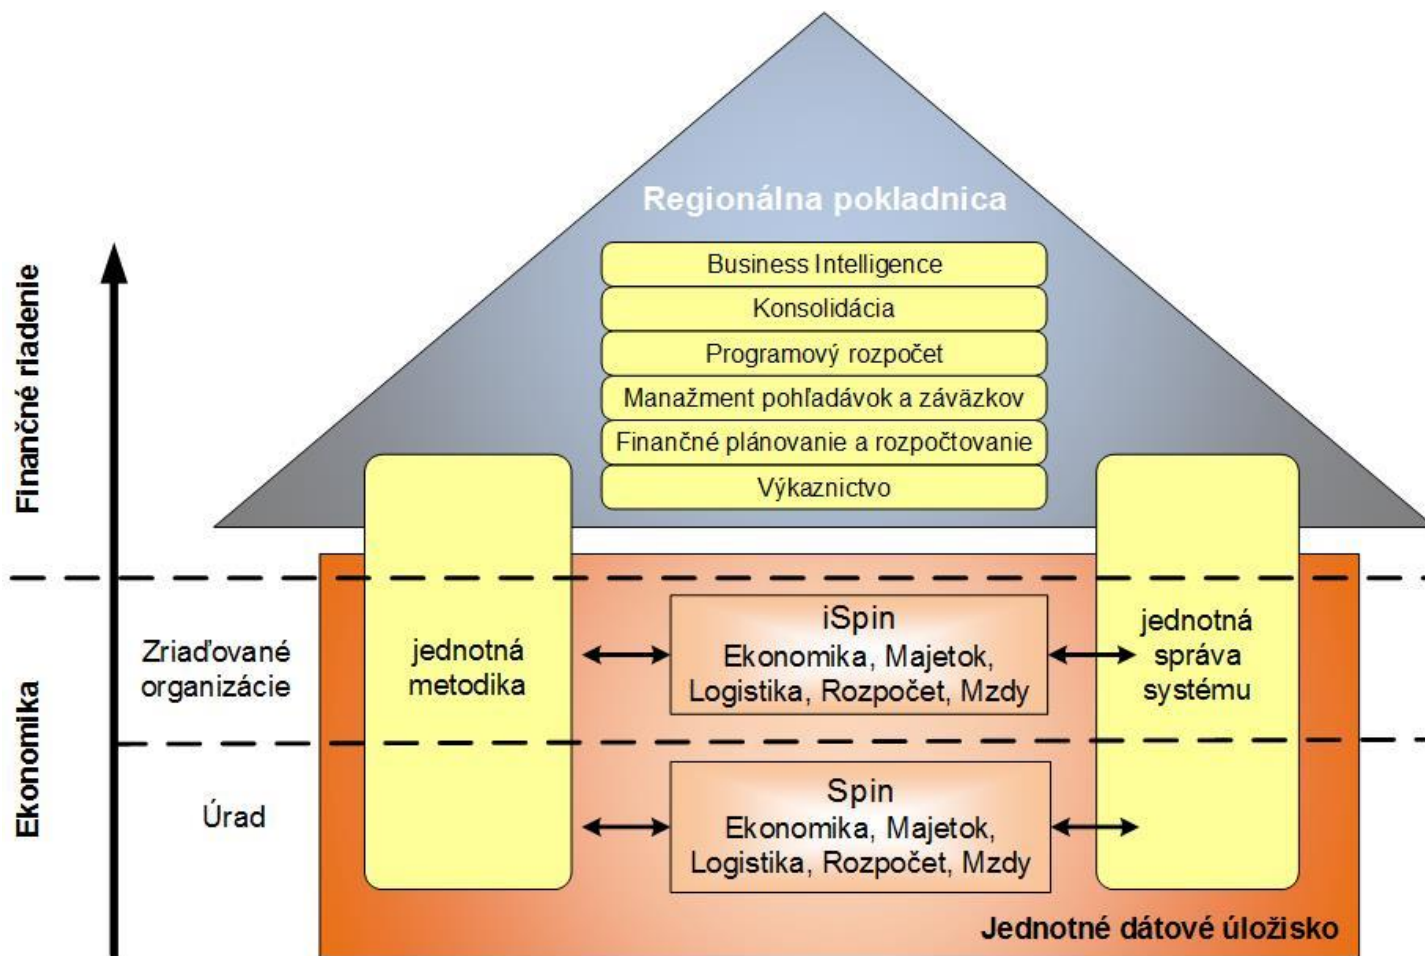 Regionálna pokladnica
Business Intelligence
Konsolidácia
Programový rozpočet
Manažment pohľadávok a záväzkov
Finančné plánovanie a rozpočtovanie
Výkazníctvo
Finančné riadenie
Ekonomika
Zriaďované
organizácie
Úrad
jednotná
metodika
iSpin
Ekonomika, Majetok,
Logistika, Rozpočet, Mzdy
jednotná
správa
systému
Spin
Ekonomika, Majetok,
Logistika, Rozpočet, Mzdy
Jednotné dátové úložisko